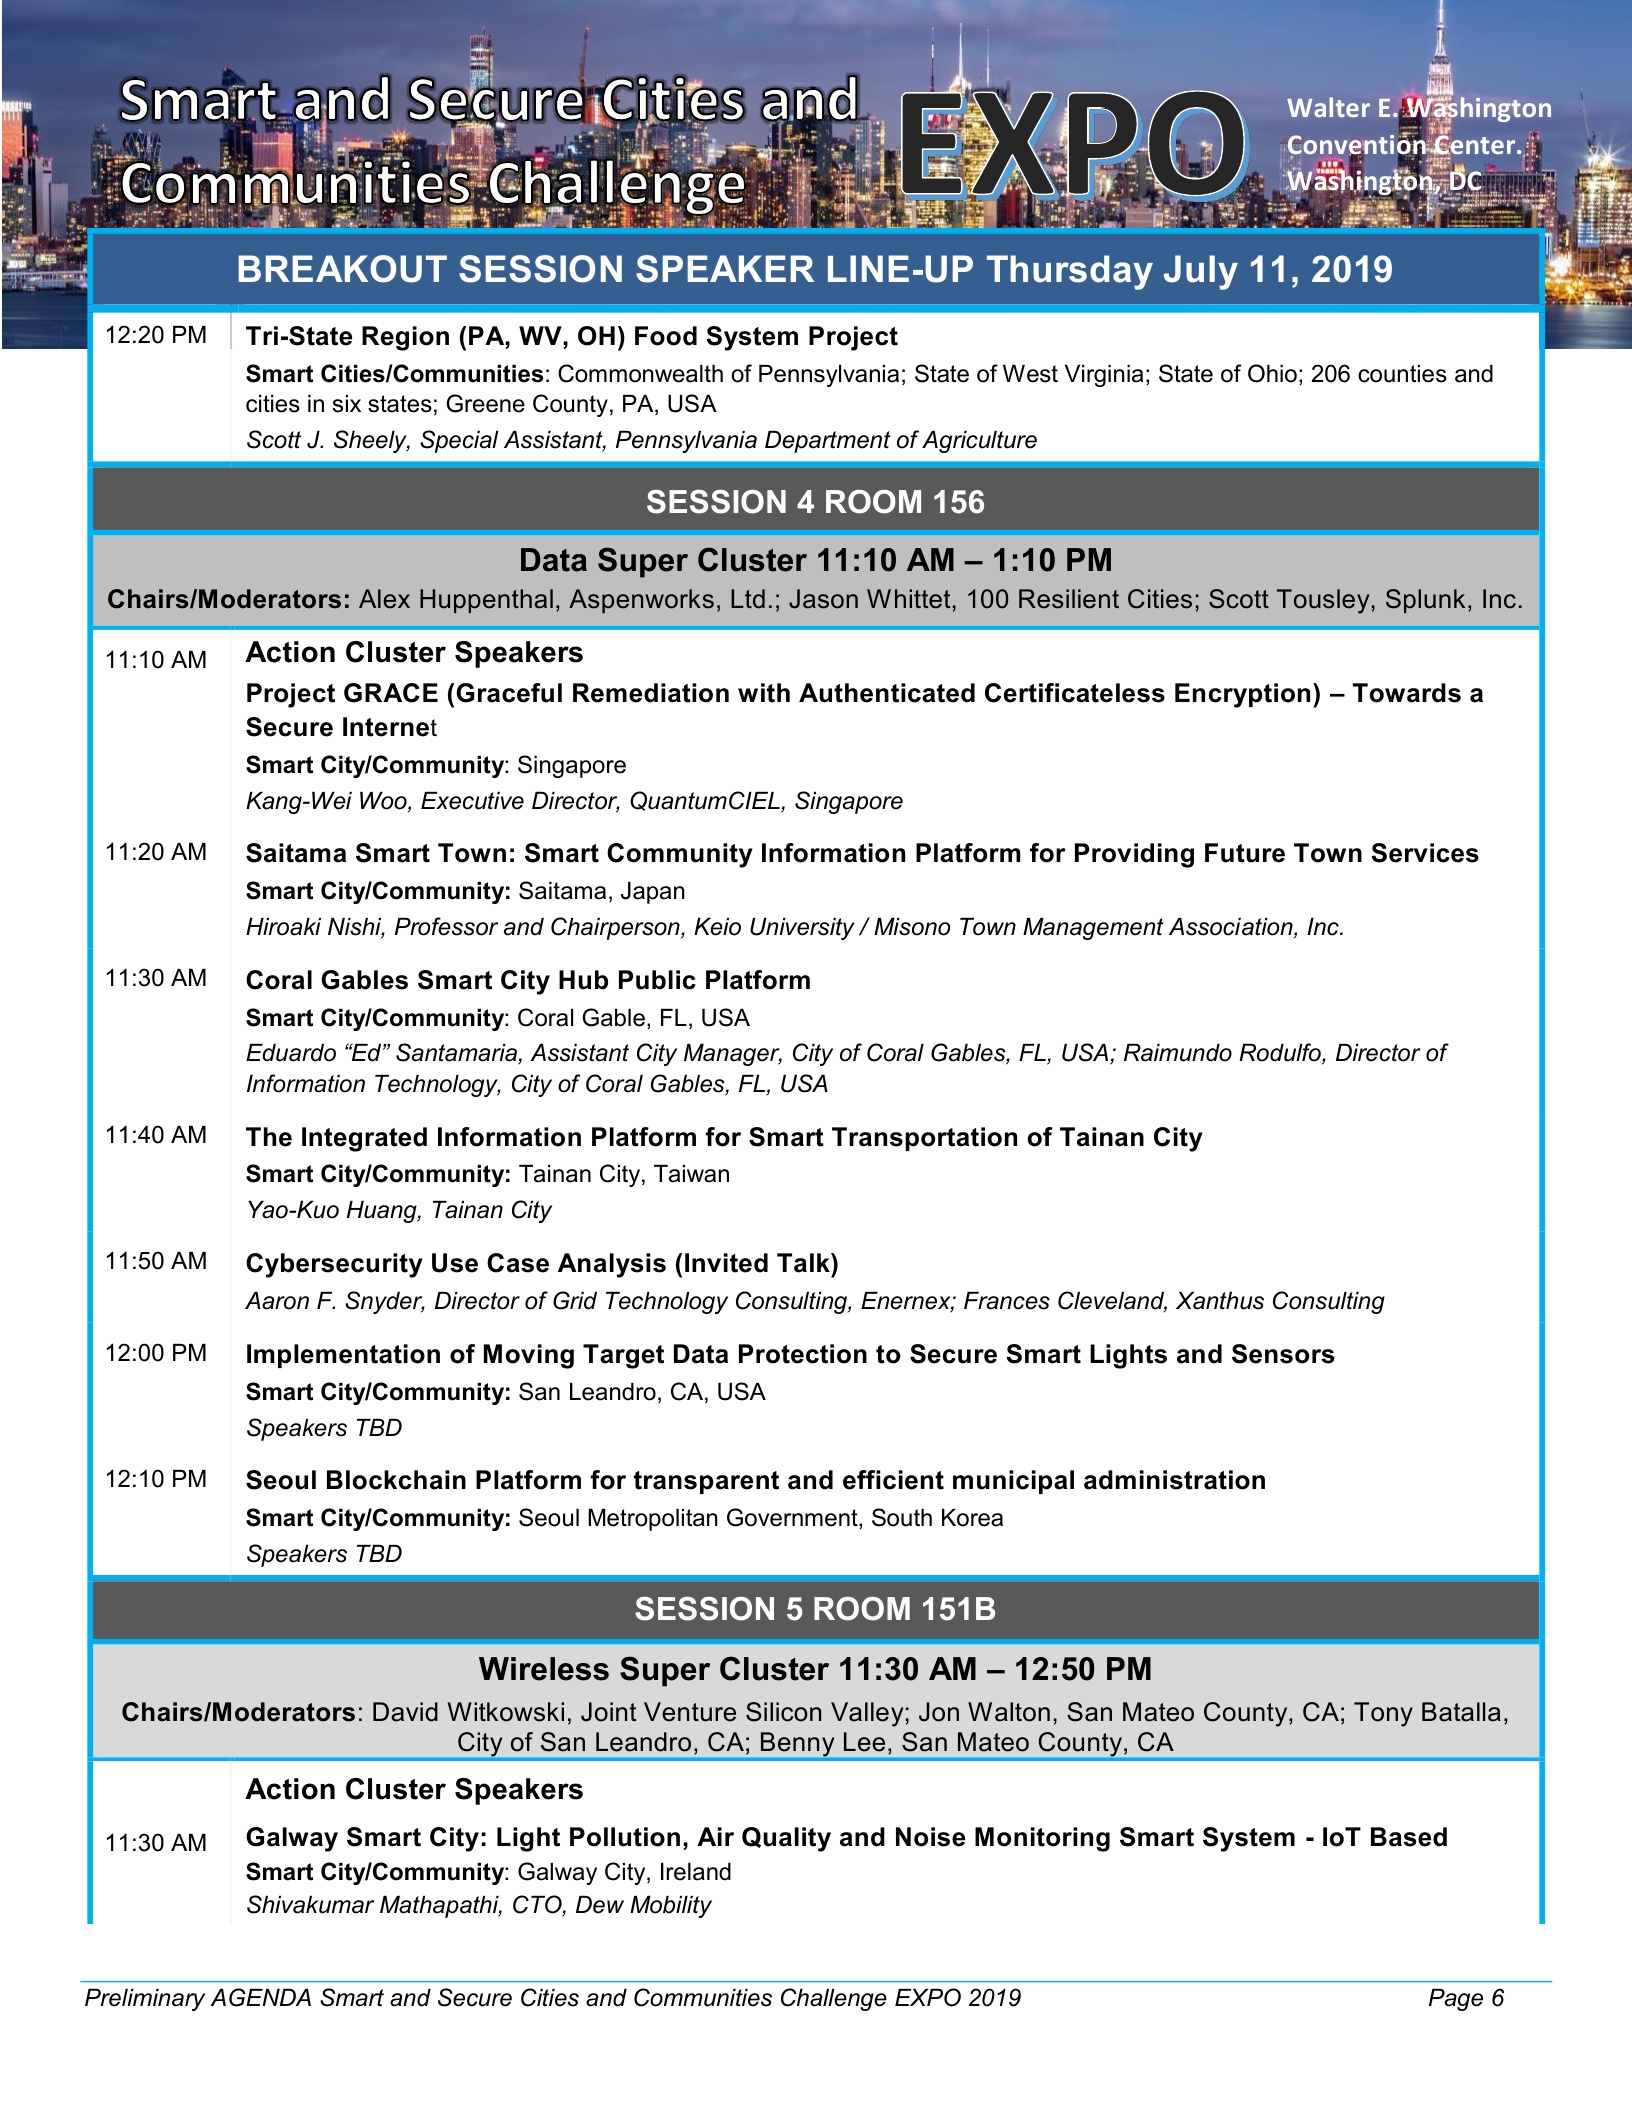 Smart and Secure Cities and
Communities Challenge
EXPO
Walter E. Washington
Convention Center.
Washington, DC
BREAKOUT SESSION SPEAKER LINE-UP Thursday July 11, 2019
12:20 PM
Tri-State Region (PA, WV, OH) Food System Project
Smart Cities/Communities: Commonwealth of Pennsylvania; State of West Virginia; State of Ohio; 206 counties and
cities in six states; Greene County, PA, USA
Scott J. Sheely, Special Assistant, Pennsylvania Department of Agriculture
SESSION 4 ROOM 156
Data Super Cluster 11:10 AM – 1:10 PM
Chairs/Moderators: Alex Huppenthal, Aspenworks, Ltd.; Jason Whittet, 100 Resilient Cities; Scott Tousley, Splunk, Inc.
11:10 AM
Action Cluster Speakers
Project GRACE (Graceful Remediation with Authenticated Certificateless Encryption) – Towards a
Secure Internet
Smart City/Community: Singapore
Kang-Wei Woo, Executive Director, QuantumCIEL, Singapore
11:20 AM
Saitama Smart Town: Smart Community Information Platform for Providing Future Town Services
Smart City/Community: Saitama, Japan
Hiroaki Nishi, Professor and Chairperson, Keio University / Misono Town Management Association, Inc.
11:30 AM
Coral Gables Smart City Hub Public Platform
Smart City/Community: Coral Gable, FL, USA
Eduardo “Ed” Santamaria, Assistant City Manager, City of Coral Gables, FL, USA; Raimundo Rodulfo, Director of
Information Technology, City of Coral Gables, FL, USA
11:40 AM
The Integrated Information Platform for Smart Transportation of Tainan City
Smart City/Community: Tainan City, Taiwan
Yao-Kuo Huang, Tainan City
11:50 AM
Cybersecurity Use Case Analysis (Invited Talk)
Aaron F. Snyder, Director of Grid Technology Consulting, Enernex; Frances Cleveland, Xanthus Consulting
12:00 PM
Implementation of Moving Target Data Protection to Secure Smart Lights and Sensors
Smart City/Community: San Leandro, CA, USA
Speakers TBD
12:10 PM
Seoul Blockchain Platform for transparent and efficient municipal administration
Smart City/Community: Seoul Metropolitan Government, South Korea
Speakers TBD
SESSION 5 ROOM 151B
Wireless Super Cluster 11:30 AM – 12:50 PM
Chairs/Moderators: David Witkowski, Joint Venture Silicon Valley; Jon Walton, San Mateo County, CA; Tony Batalla,
City of San Leandro, CA; Benny Lee, San Mateo County, CA
Action Cluster Speakers
11:30 AM
Galway Smart City: Light Pollution, Air Quality and Noise Monitoring Smart System - IoT Based
Smart City/Community: Galway City, Ireland
Shivakumar Mathapathi, CTO, Dew Mobility
Preliminary AGENDA Smart and Secure Cities and Communities Challenge EXPO 2019
Page 6